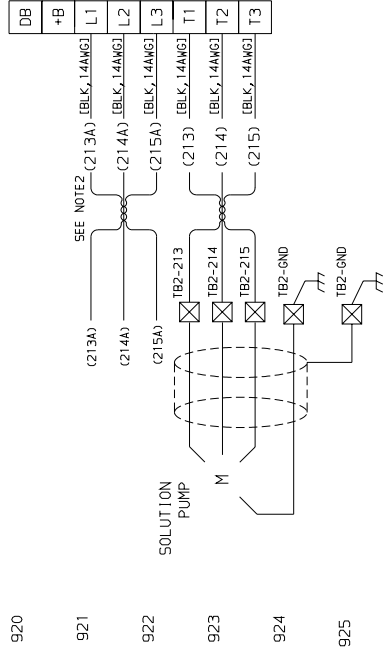 DB
+B
L1
L2
L3
T1
T2
T3
[BLK,14AWG]
[BLK,14AWG]
[BLK,14AWG]
[BLK,14AWG]
[BLK,14AWG]
[BLK,14AWG]
(213A)
(214A)
(215A)
(213)
(214)
(215)
SEE NOTE2
(213A)
(214A)
(215A)
TB2-213
TB2-214
TB2-215
TB2-GND
TB2-GND
SOLUTION
PUMP
M
920
921
922
923
924
925